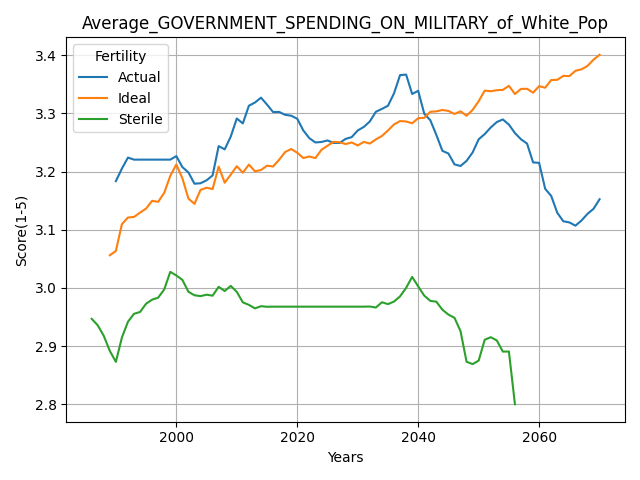 Average_GOVERNMENT_SPENDING_ON_MILITARY_of_White_Pop
Fertility
Actual
Ideal
Sterile
Score(1-5)
3.4
3.3
3.2
3.1
3.0
2.9
2.8
2000
2020
2040
2060
Years